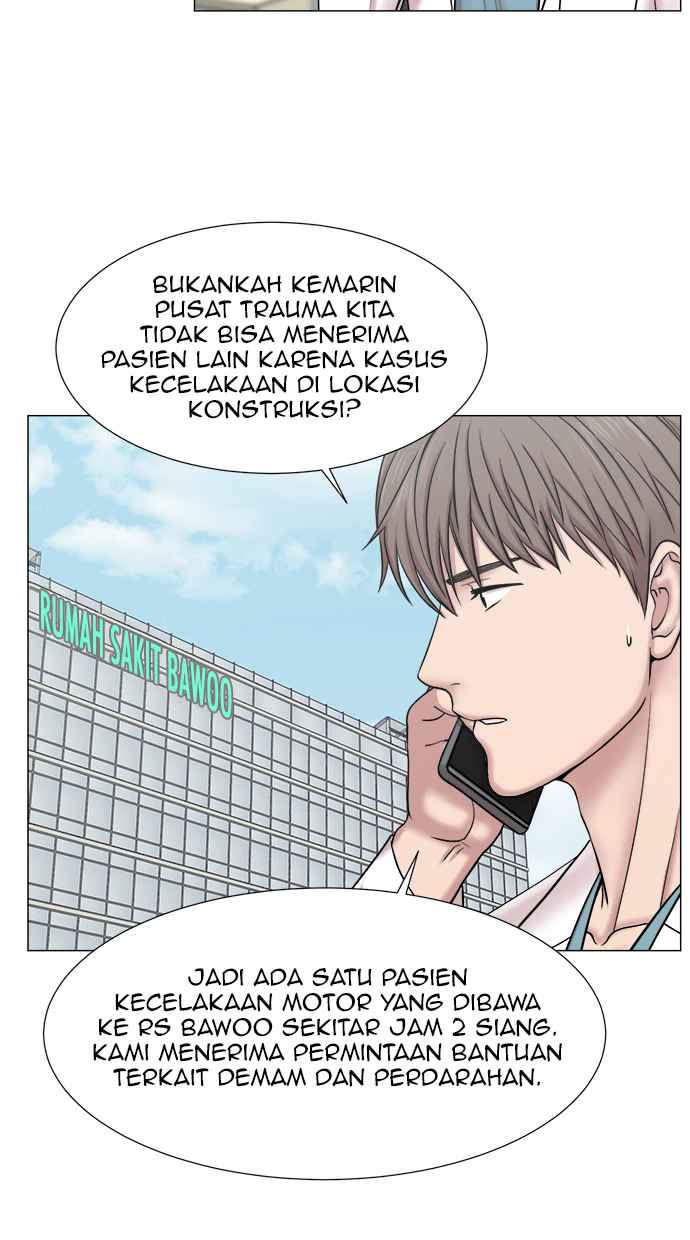 BUKANKAH KEMARIN
PUSAT TRAUMA KITA
TIDAK BISA MENERIMA
PASIEN LAIN KARENA KASUS
KECELAKAAN DI LOKASI
KONSTRUKSI?
RUMAH SAKIT BAWOO
JADI ADA SATU PASIEN
KECELAKAAN MOTOR YANG DIBAWA
KE RS BAWOO SEKITAR JAM 2 SIANG.
KAMI MENERIMA PERMINTAAN BANTUAN
TERKAIT DEMAM DAN PERDARAHAN.